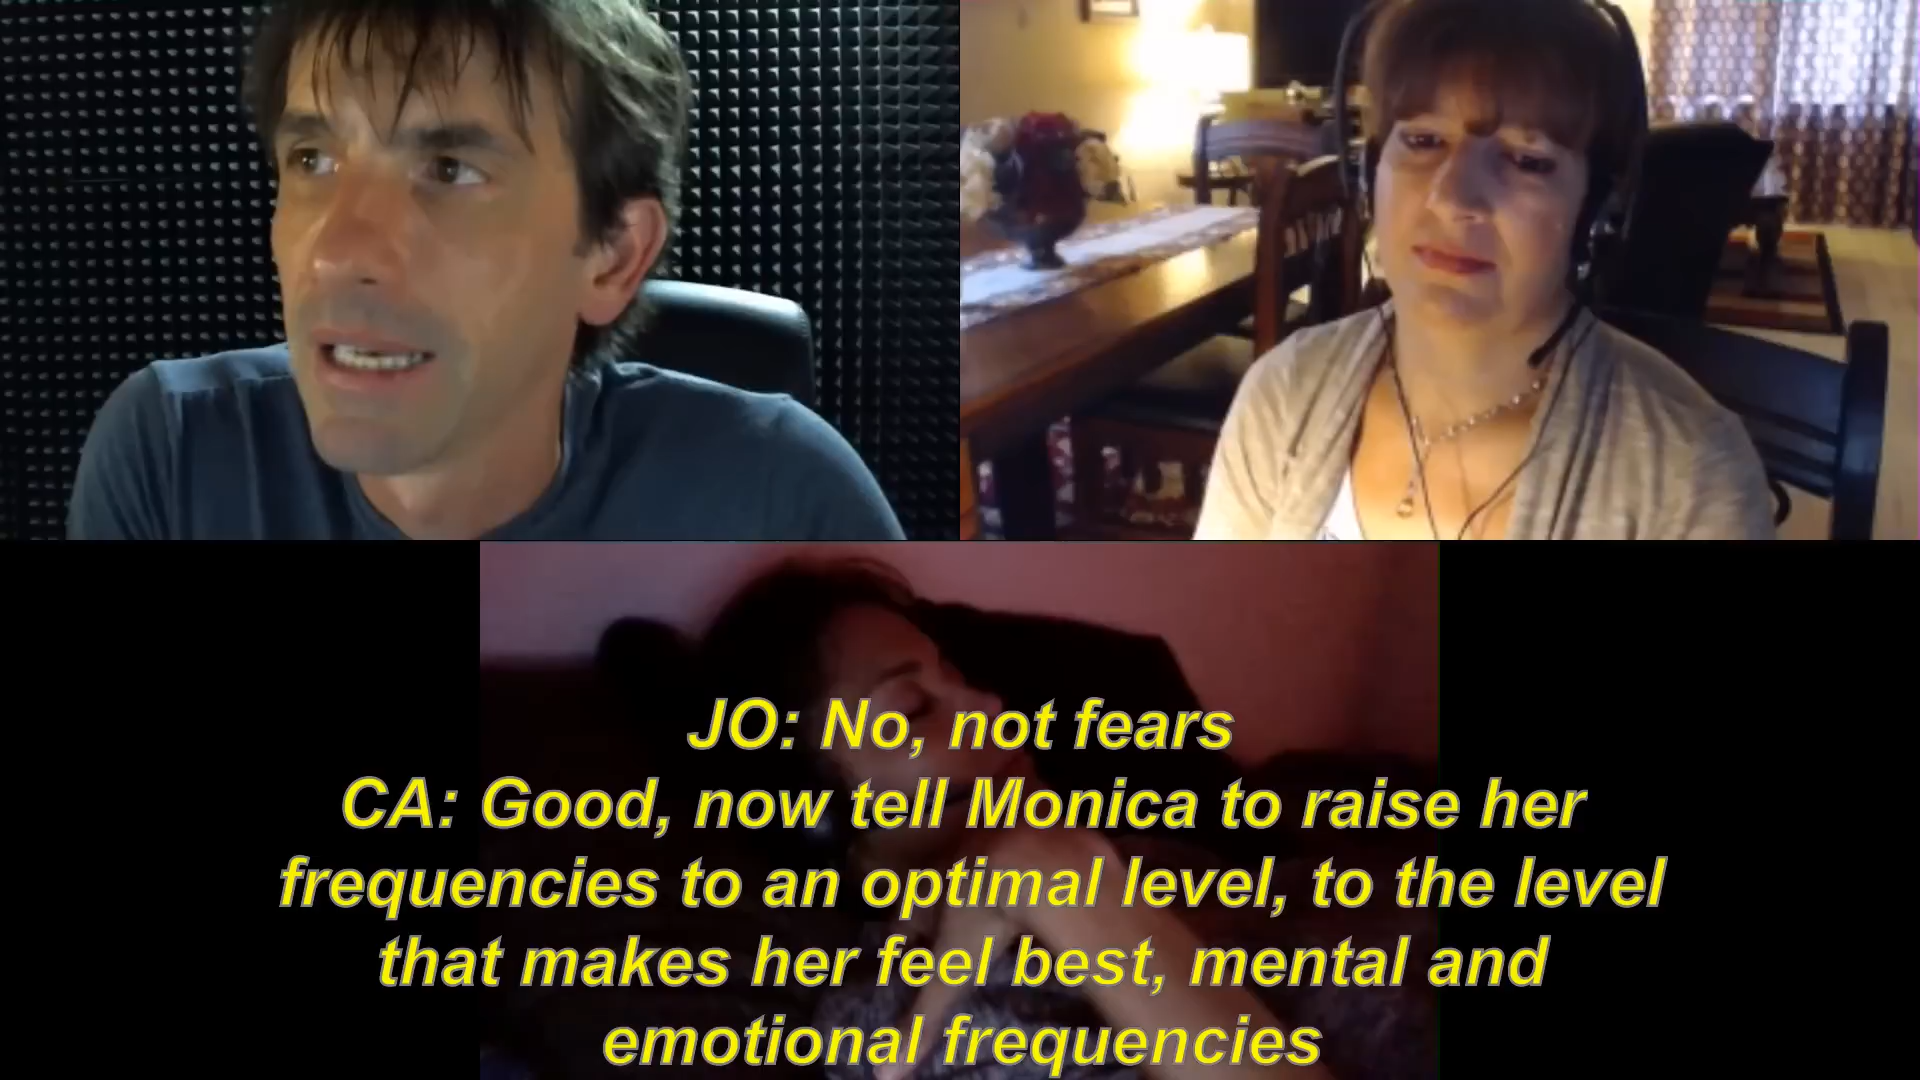 JO: No, not fears
CA: Good, now tell Monica to raise her
frequencies to an optimal level, to the level
that makes her feel best, mental and
emotional frequencies